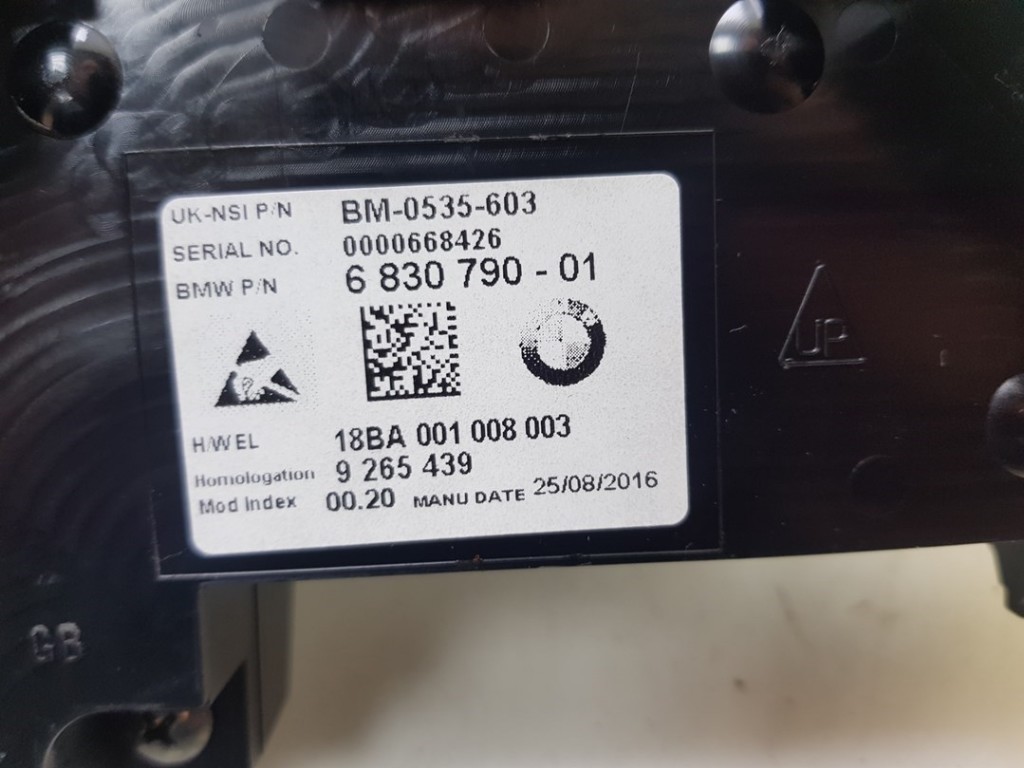 UK-NSI P/N BM-0535-603
SERIAL NO. 0000668426
BMW P/N 6 830 790 - 01
H/W EL 18BA 001 008 003
Homologation 9 265 439
Mod Index 00.20 MANU DATE 25/08/2016
UP
GB